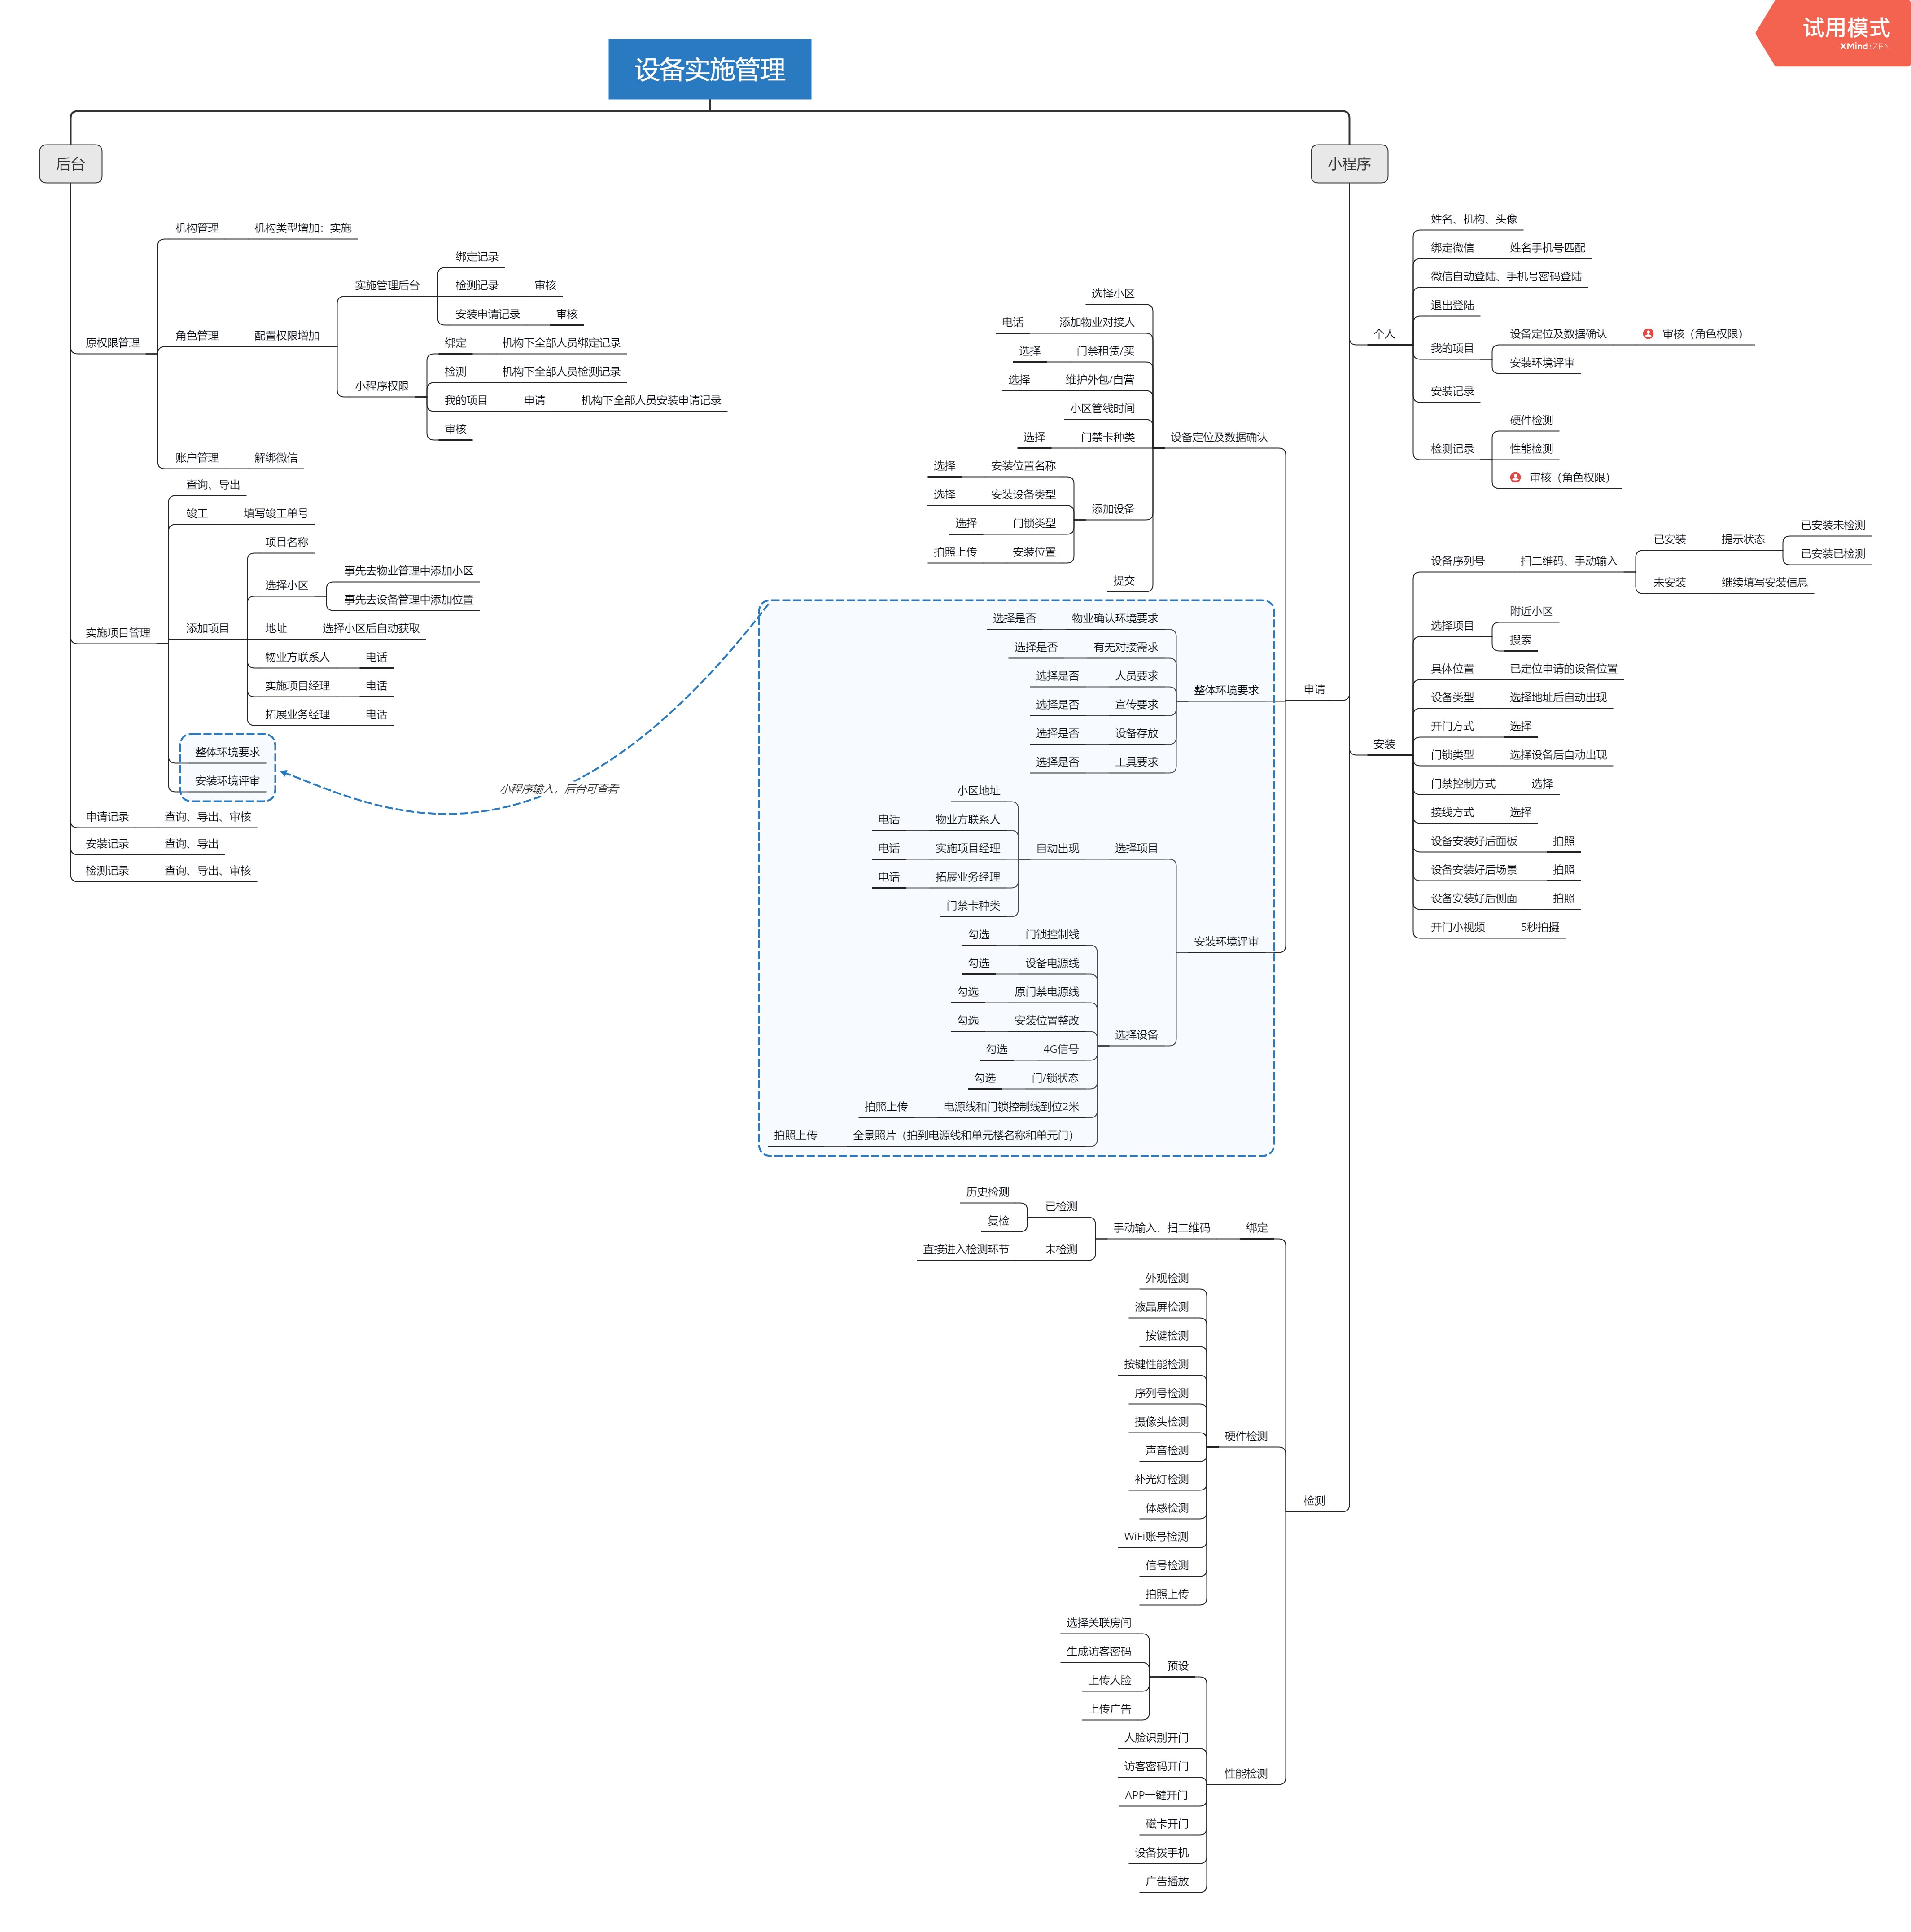 试用模式
XMind:ZEN
设备实施管理
后台
原权限管理
机构管理
机构类型增加：实施
角色管理
配置权限增加
实施管理后台
绑定记录
检测记录
审核
安装申请记录
审核
小程序权限
绑定
机构下全部人员绑定记录
检测
机构下全部人员检测记录
我的项目
申请
机构下全部人员安装申请记录
审核
账户管理
解绑微信
实施项目管理
查询、导出
竣工
填写竣工单号
添加项目
项目名称
选择小区
事先去物业管理中添加小区
事先去设备管理中添加位置
地址
选择小区后自动获取
物业方联系人
电话
实施项目经理
电话
拓展业务经理
电话
整体环境要求
安装环境评审
小程序输入，后台可查看
申请记录
查询、导出、审核
安装记录
查询、导出
检测记录
查询、导出、审核
小程序
个人
姓名、机构、头像
绑定微信
姓名手机号匹配
微信自动登陆、手机号密码登陆
退出登陆
我的项目
设备定位及数据确认
审核（角色权限）
安装环境评审
安装记录
检测记录
硬件检测
性能检测
审核（角色权限）
申请
设备定位及数据确认
选择小区
添加物业对接人
电话
门禁租赁/买
选择
维护外包/自营
选择
小区管线时间
门禁卡种类
选择
添加设备
安装位置名称
选择
安装设备类型
选择
门锁类型
选择
安装位置
拍照上传
提交
整体环境要求
物业确认环境要求
选择是否
有无对接需求
选择是否
人员要求
选择是否
宣传要求
选择是否
设备存放
选择是否
工具要求
选择是否
安装环境评审
选择项目
自动出现
小区地址
物业方联系人
电话
实施项目经理
电话
拓展业务经理
电话
门禁卡种类
选择设备
门锁控制线
勾选
设备电源线
勾选
原门禁电源线
勾选
安装位置整改
勾选
4G信号
勾选
门/锁状态
勾选
电源线和门锁控制线到位2米
拍照上传
全景照片（拍到电源线和单元楼名称和单元门）
拍照上传
安装
设备序列号
扫二维码、手动输入
已安装
提示状态
已安装未检测
已安装已检测
未安装
继续填写安装信息
选择项目
附近小区
搜索
具体位置
已定位申请的设备位置
设备类型
选择地址后自动出现
开门方式
选择
门锁类型
选择设备后自动出现
门禁控制方式
选择
接线方式
选择
设备安装好后面板
拍照
设备安装好后场景
拍照
设备安装好后侧面
拍照
开门小视频
5秒拍摄
检测
绑定
手动输入、扫二维码
已检测
历史检测
复检
未检测
直接进入检测环节
硬件检测
外观检测
液晶屏检测
按键检测
按键性能检测
序列号检测
摄像头检测
声音检测
补光灯检测
体感检测
WiFi账号检测
信号检测
拍照上传
性能检测
预设
选择关联房间
生成访客密码
上传人脸
上传广告
人脸识别开门
访客密码开门
APP一键开门
磁卡开门
设备拨手机
广告播放